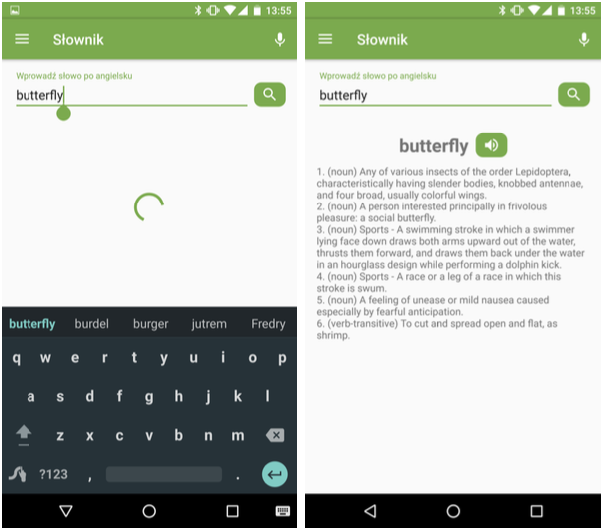 13:55
Słownik
Wprowadź słowo po angielsku
butterfly
butterfly burdel burger jutrem Fredry
q w e r t y u i o p
a s d f g h j k l
z x c v b n m
?123 , .
13:55
Słownik
Wprowadź słowo po angielsku
butterfly
butterfly
1. (noun) Any of various insects of the order Lepidoptera,
characteristically having slender bodies, knobbed antennae,
and four broad, usually colorful wings.
2. (noun) A person interested principally in frivolous
pleasure: a social butterfly.
3. (noun) Sports - A swimming stroke in which a swimmer
lying face down draws both arms upward out of the water,
thrusts them forward, and draws them back under the water
in an hourglass design while performing a dolphin kick.
4. (noun) Sports - A race or a leg of a race in which this
stroke is swum.
5. (noun) A feeling of unease or mild nausea caused
especially by fearful anticipation.
6. (verb-transitive) To cut and spread open and flat, as
shrimp.